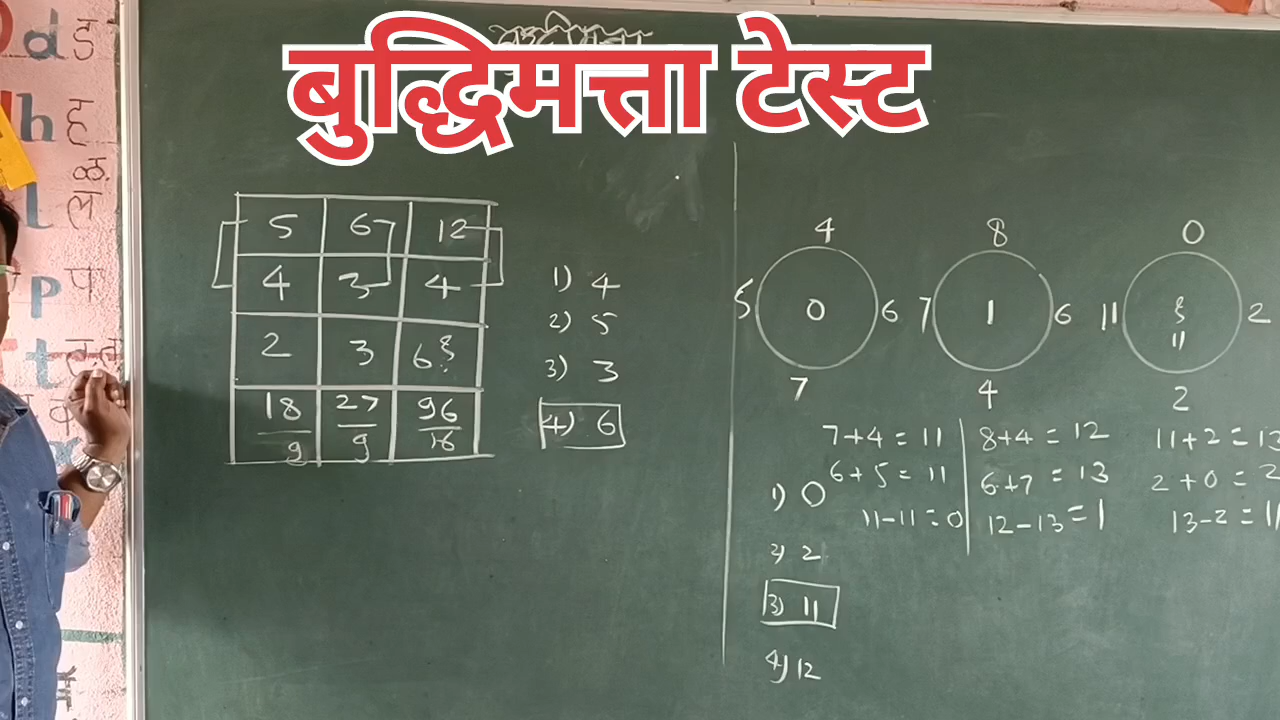 बुद्धिमत्ता टेस्ट
5 6 12
4 3 4
2 3 6?
18 27 96
9 9 16
1) 4
2) 5
3) 3
4) 6
4
5 0 6
7
8
7 1 6
4
0
11 ? 2
11
2
7+4 = 11
6+5 = 11
11-11=0
8+4 = 12
6+7 = 13
12-13=1
11+2=13
2+0=2
13-2=11
1) 0
2) 2
3) 11
4) 12
d ड
h ह
ळ
l ल
p प
t